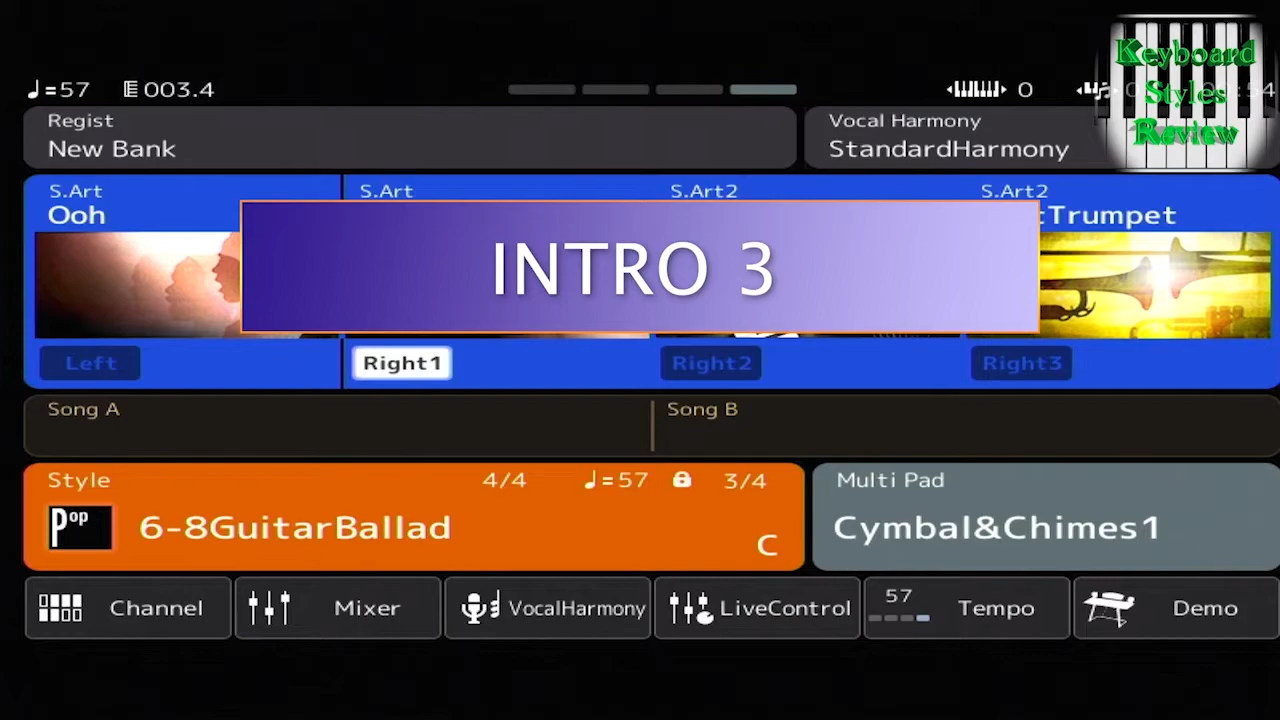 Keyboard
Styles
Review
=57
003.4
0
54
Regist
New Bank
Vocal Harmony
StandardHarmony
S.Art
Ooh
S.Art
S.Art2
S.Art2
tTrumpet
INTRO 3
Left
Right1
Right2
Right3
Song A
Song B
Style
4/4
=57
3/4
Pop
6-8GuitarBallad
C
Multi Pad
Cymbal&Chimes1
Channel
Mixer
VocalHarmony
LiveControl
57
Tempo
Demo